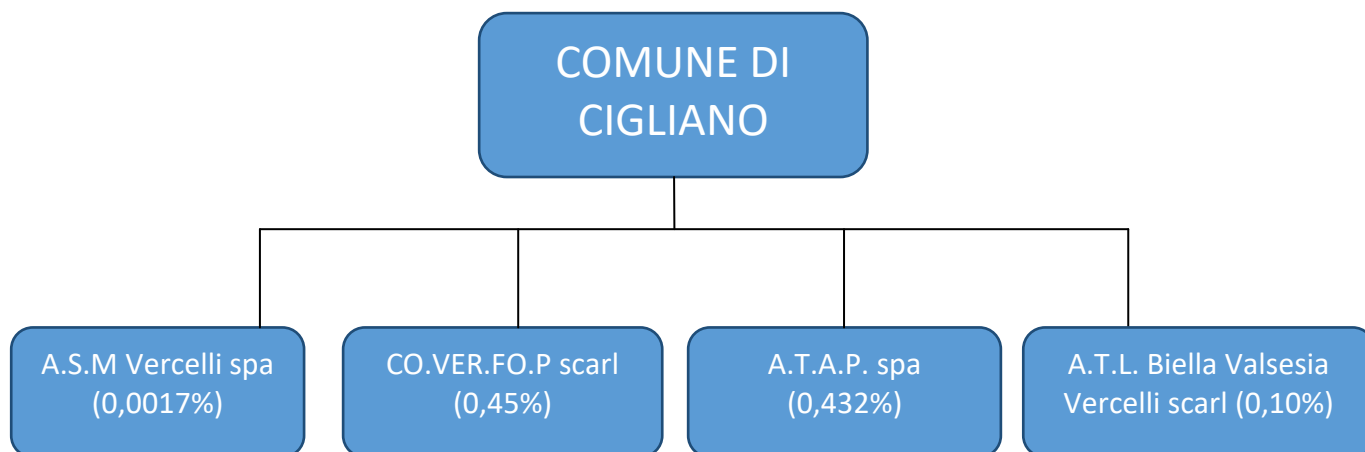 COMUNE DI
CIGLIANO
A.S.M Vercelli spa
(0,0017%)
CO.VER.FO.P scarl
(0,45%)
A.T.A.P. spa
(0,432%)
A.T.L. Biella Valsesia
Vercelli scarl (0,10%)